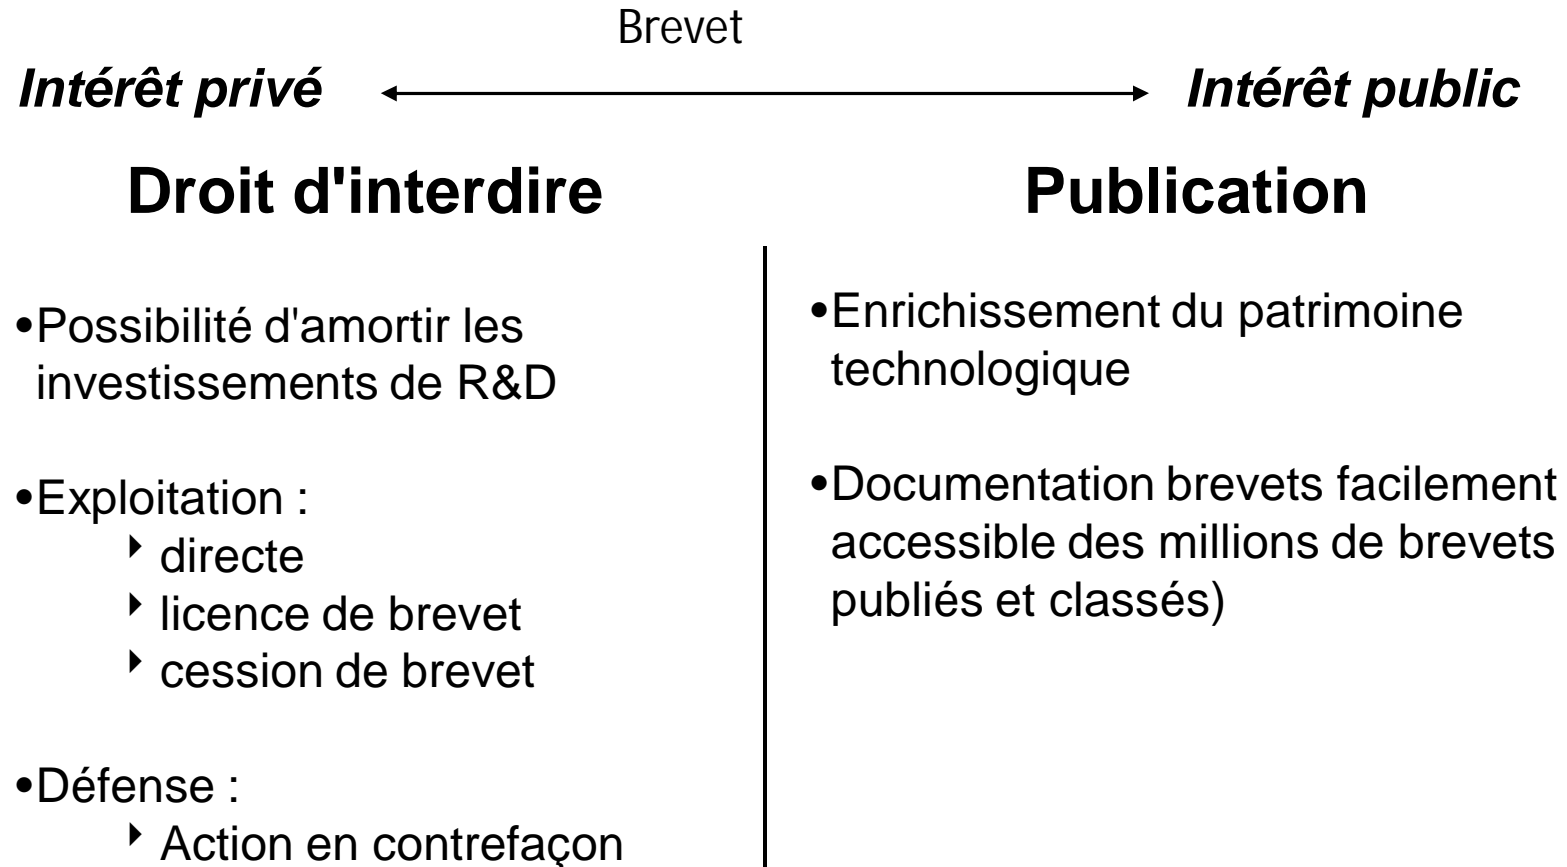 Brevet
Intérêt privé
Intérêt public
Droit d'interdire
•Possibilité d'amortir les
investissements de R&D
•Exploitation :
directe
licence de brevet
cession de brevet
•Défense :
Action en contrefaçon
Publication
•Enrichissement du patrimoine
technologique
•Documentation brevets facilement
accessible des millions de brevets
publiés et classés)